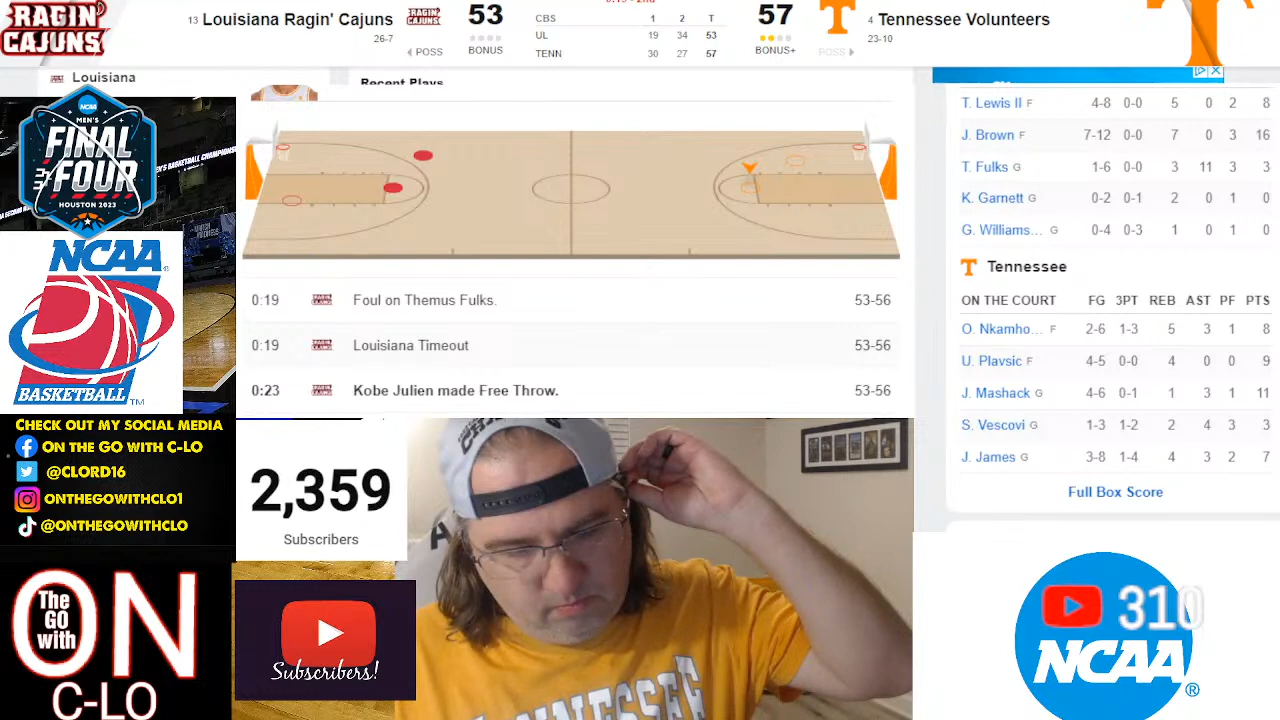 RAGIN'
CAJUNS
13 Louisiana Ragin' Cajuns
26-7
RAGIN'
CAJUNS
POSS
53
BONUS
CBS 1 2 T
UL 19 34 53
TENN 30 27 57
57
BONUS+
POSS
4 Tennessee Volunteers
23-10
Louisiana
Recent Plays
NCAA
MEN'S
FINAL
FOUR
HOUSTON 2023
NCAA
BASKETBALL
TM
CHECK OUT MY SOCIAL MEDIA
ON THE GO WITH C-LO
@CLORD16
ONTHEGOWITHCLO1
@ONTHEGOWITHCLO
ON
The
GO
with
C-LO
0:19 Foul on Themus Fulks. 53-56
0:19 Louisiana Timeout 53-56
0:23 Kobe Julien made Free Throw. 53-56
2,359
Subscribers
Subscribers!
T. Lewis II F 4-8 0-0 5 0 2 8
J. Brown F 7-12 0-0 7 0 3 16
T. Fulks G 1-6 0-0 3 11 3 3
K. Garnett G 0-2 0-1 2 0 1 0
G. Williams... G 0-4 0-3 1 0 1 0
Tennessee
ON THE COURT FG 3PT REB AST PF PTS
O. Nkamho... F 2-6 1-3 5 3 1 8
U. Plavsic F 4-5 0-0 4 0 0 9
J. Mashack G 4-6 0-1 1 3 1 11
S. Vescovi G 1-3 1-2 2 4 3 3
J. James G 3-8 1-4 4 3 2 7
Full Box Score
310
NCAA
®